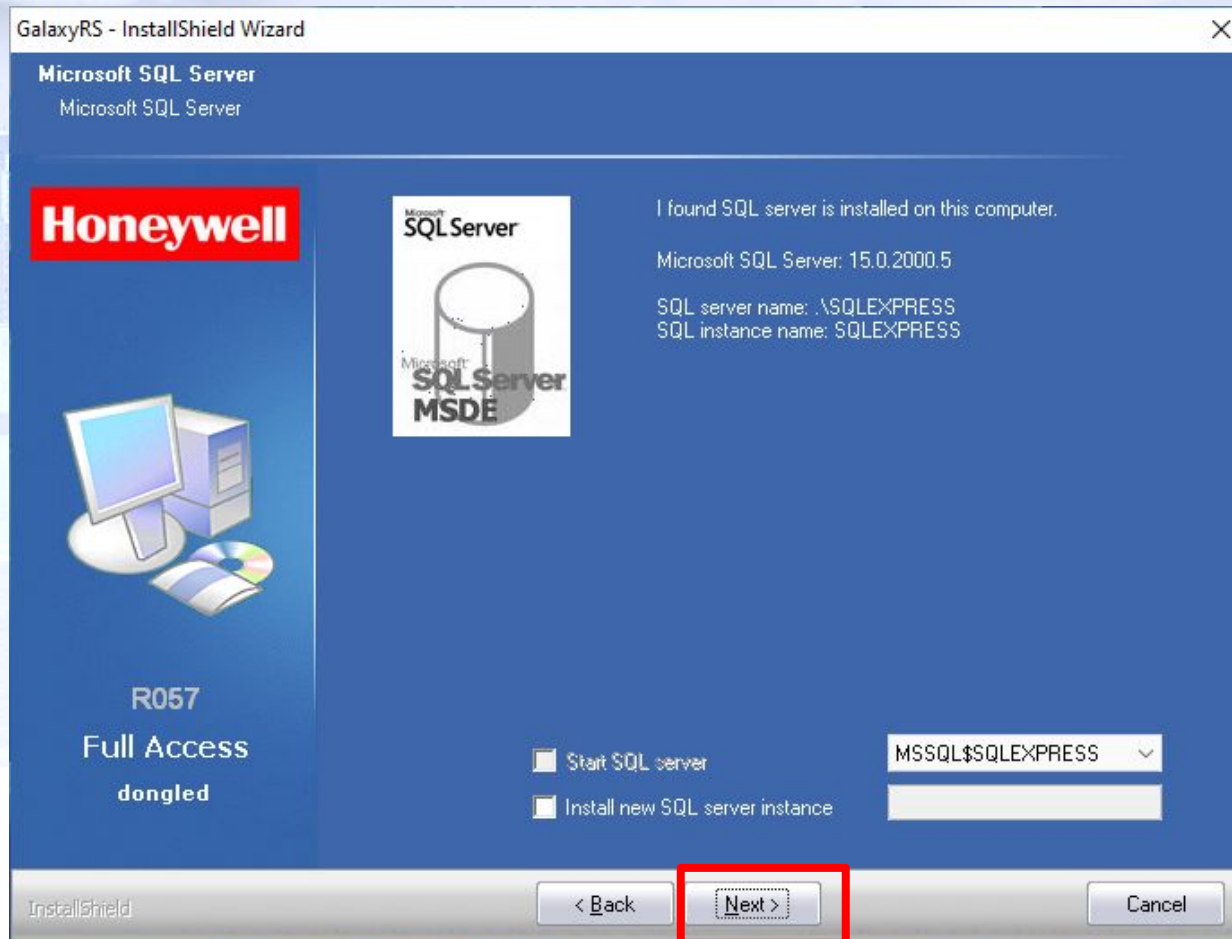 GalaxyRS - InstallShield Wizard
Microsoft SQL Server
Microsoft SQL Server
Honeywell
Microsoft
SQL Server
Microsoft
SQL Server
MSDE
I found SQL server is installed on this computer.
Microsoft SQL Server: 15.0.2000.5
SQL server name: .\SQLEXPRESS
SQL instance name: SQLEXPRESS
R057
Full Access
dongled
Start SQL server
MSSQL$SQLEXPRESS
Install new SQL server instance
InstallShield
< Back
Next >
Cancel